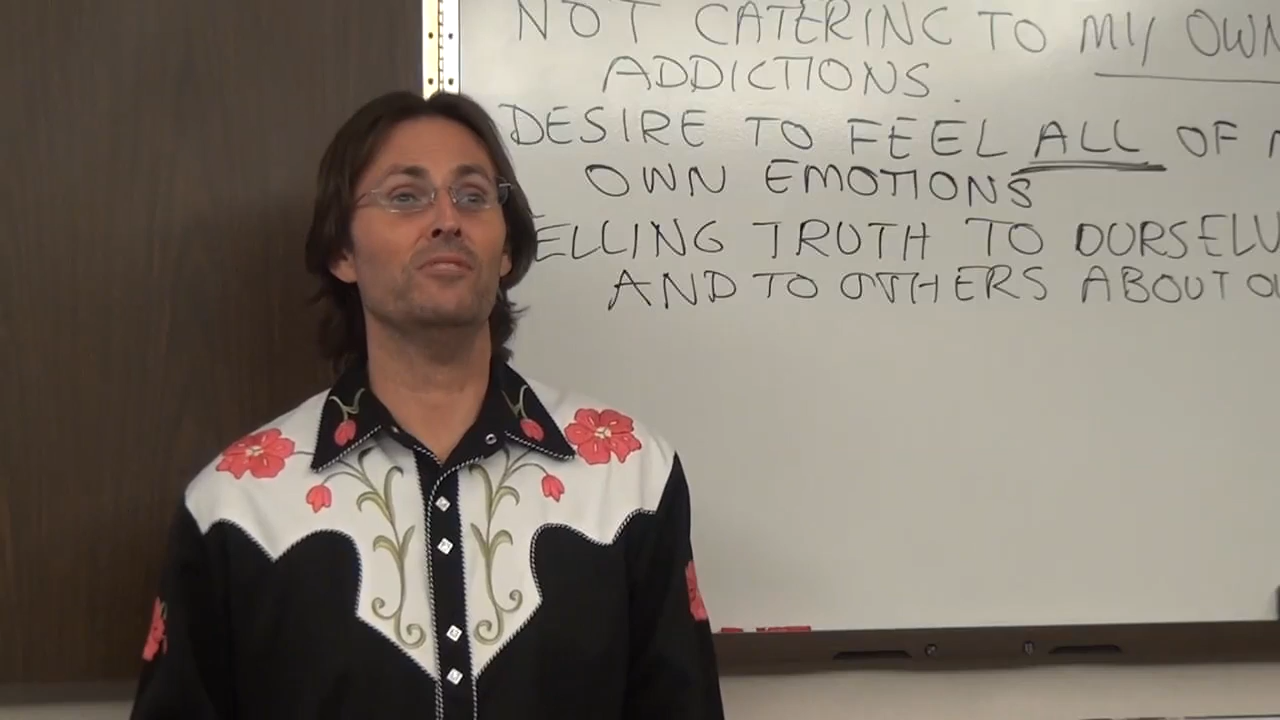 NOT CATERING TO MY OWN
ADDICTIONS.
DESIRE TO FEEL ALL OF
OWN EMOTIONS
ELLING TRUTH TO OURSELV
AND TO OTHERS ABOUT